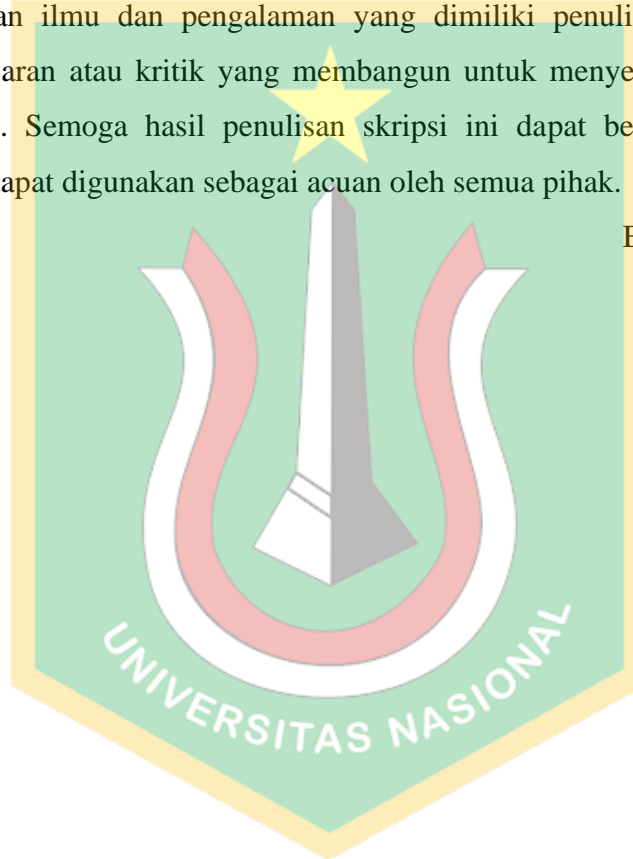 an ilmu dan pengalaman yang dimiliki penuli
aran atau kritik yang membangun untuk menye
. Semoga hasil penulisan skripsi ini dapat be
dapat digunakan sebagai acuan oleh semua pihak.
UNIVERSITAS NASIONAL